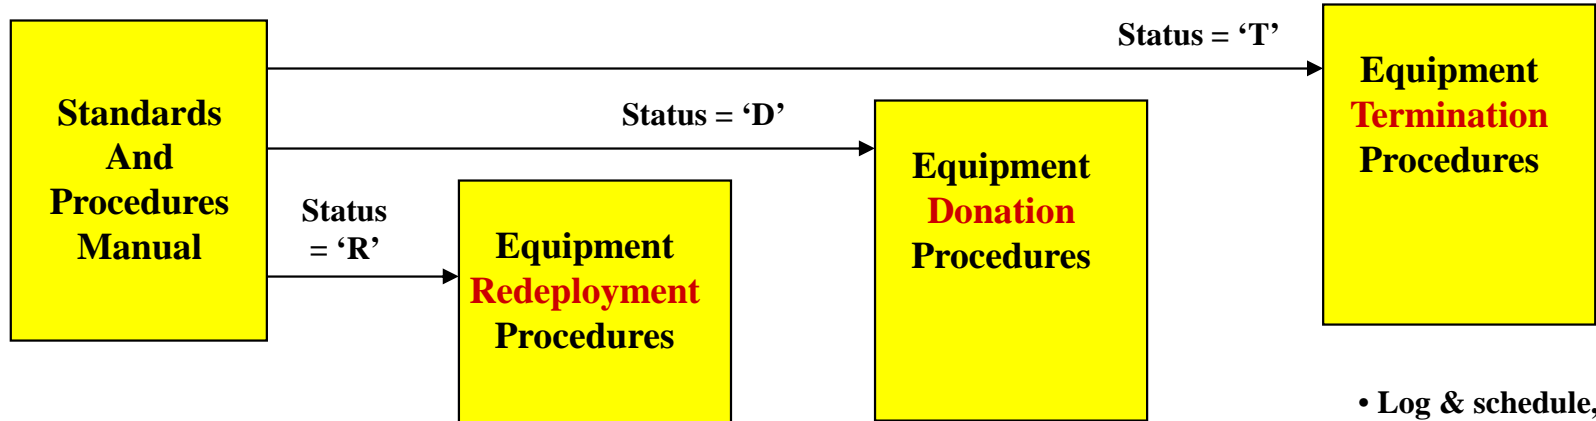 Standards
And
Procedures
Manual
Status = ‘T’
Status = ‘D’
Status
= ‘R’
Equipment
Redeployment
Procedures
Equipment
Donation
Procedures
Equipment
Termination
Procedures
• Log & schedule,